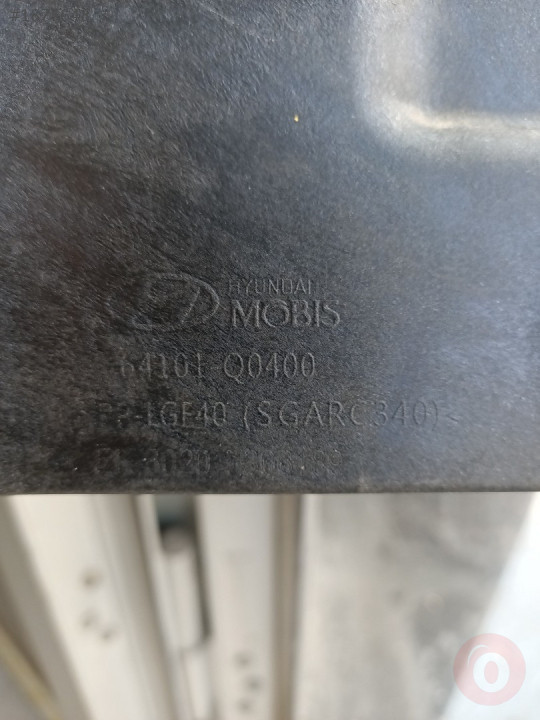 HYUNDAI
MOBIS
64101-Q0400
>PP-LGF40 (SGARC340)<